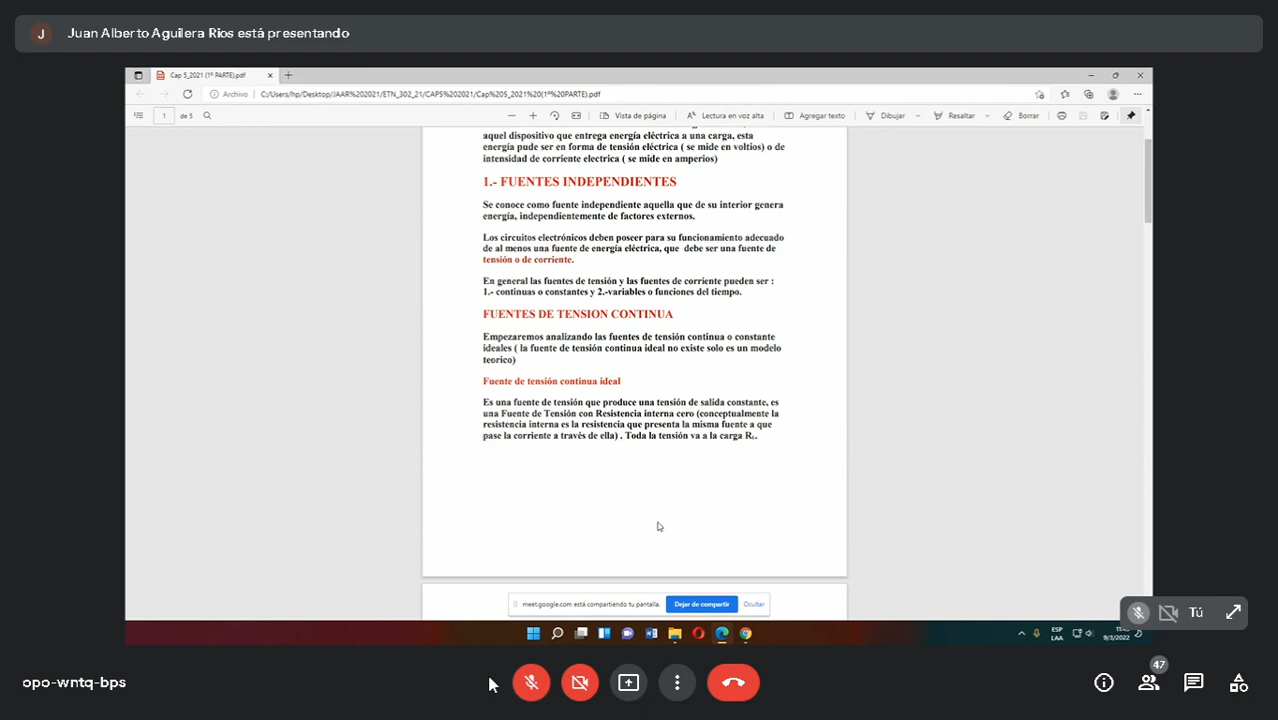 J Juan Alberto Aguilera Rios está presentando
Cap 5_2021 (1º PARTE).pdf
Archivo C:/Users/hp/Desktop/JAAR%202021/ETN_302_21/CAP5%202021/Cap%205_2021%20(1º%20PARTE).pdf
1 de 5 Vista de página Lectura en voz alta Agregar texto Dibujar Resaltar Borrar
aquel dispositivo que entrega energía eléctrica a una carga, esta
energía pude ser en forma de tensión eléctrica ( se mide en voltios) o de
intensidad de corriente electrica ( se mide en amperios)
1.- FUENTES INDEPENDIENTES
Se conoce como fuente independiente aquella que de su interior genera
energía, independientemente de factores externos.
Los circuitos electrónicos deben poseer para su funcionamiento adecuado
de al menos una fuente de energía eléctrica, que debe ser una fuente de
tensión o de corriente.
En general las fuentes de tensión y las fuentes de corriente pueden ser :
1.- continuas o constantes y 2.-variables o funciones del tiempo.
FUENTES DE TENSION CONTINUA
Empezaremos analizando las fuentes de tensión continua o constante
ideales ( la fuente de tensión continua ideal no existe solo es un modelo
teorico)
Fuente de tensión continua ideal
Es una fuente de tensión que produce una tensión de salida constante, es
una Fuente de Tensión con Resistencia interna cero (conceptualmente la
resistencia interna es la resistencia que presenta la misma fuente a que
pase la corriente a través de ella) . Toda la tensión va a la carga RL.
meet.google.com está compartiendo tu pantalla. Dejar de compartir Ocultar
Tú
ESP
LAA
9/3/2022
opo-wntq-bps
47